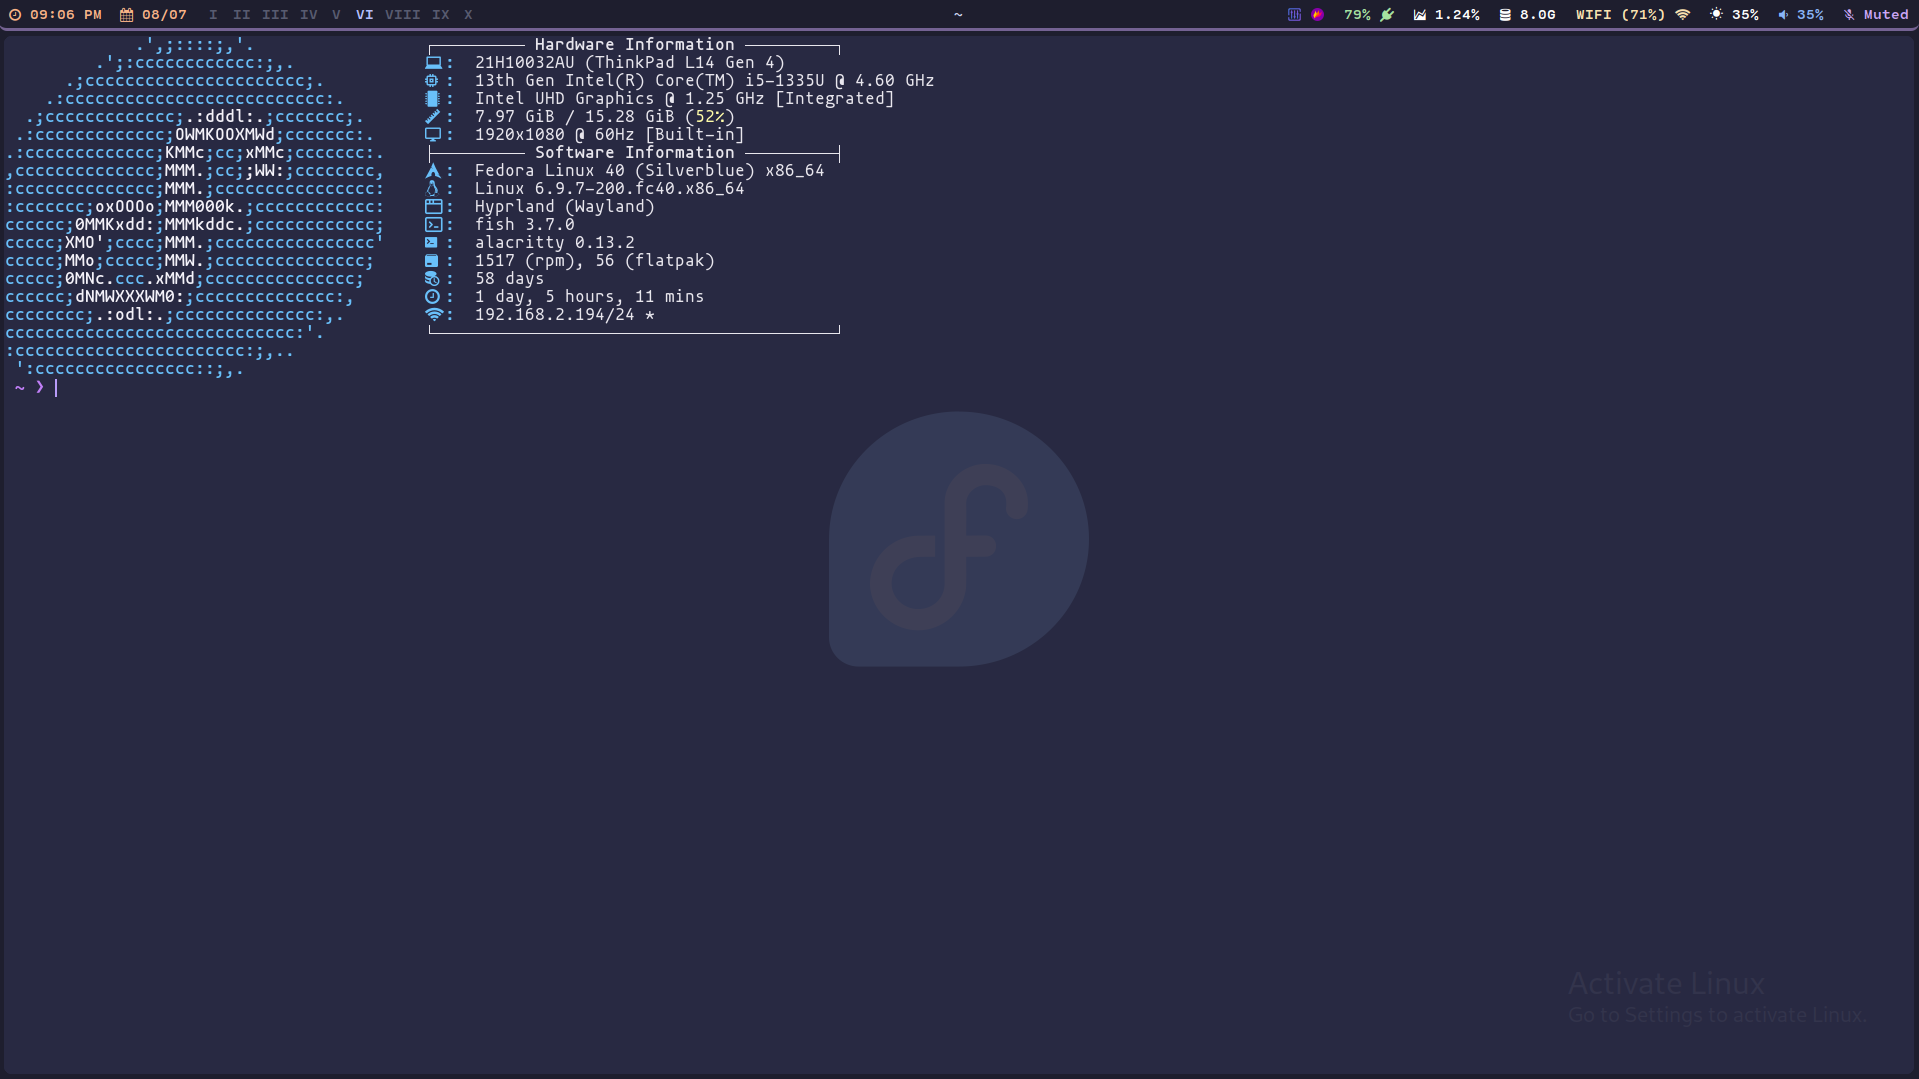 09:06 PM 08/07 I II III IV V VI VIII IX X ~ 79% 1.24% 8.0G WIFI (71%) 35% 35% Muted
.',;::::;,'.
.';:cccccccccccc:;,.
.;cccccccccccccccccccccc;.
.:cccccccccccccccccccccccccc:.
.;ccccccccccccc;.:dddl:.;ccccccc;.
.:ccccccccccccc;OWMKOOXMWd;ccccccc:.
.:ccccccccccccc;KMMc;cc;xMMc;ccccccc:.
,cccccccccccccc;MMM.;cc;;WW:;cccccccc,
:cccccccccccccc;MMM.;cccccccccccccccc:
:ccccccc;oxOOOo;MMM000k.;cccccccccccc:
cccccc;0MMKxdd:;MMMkddc.;cccccccccccc;
ccccc;XMO';cccc;MMM.;cccccccccccccccc'
ccccc;MMo;ccccc;MMW.;ccccccccccccccc;
ccccc;0MNc.ccc.xMMd;ccccccccccccccc;
cccccc;dNMWXXXWM0:;cccccccccccccc:,
cccccccc;.:odl:.;cccccccccccccc:,.
ccccccccccccccccccccccccccccc:'.
:ccccccccccccccccccccccc:;,..
':cccccccccccccccc::;,.
Hardware Information
: 21H10032AU (ThinkPad L14 Gen 4)
: 13th Gen Intel(R) Core(TM) i5-1335U @ 4.60 GHz
: Intel UHD Graphics @ 1.25 GHz [Integrated]
: 7.97 GiB / 15.28 GiB (52%)
: 1920x1080 @ 60Hz [Built-in]
Software Information
: Fedora Linux 40 (Silverblue) x86_64
: Linux 6.9.7-200.fc40.x86_64
: Hyprland (Wayland)
: fish 3.7.0
: alacritty 0.13.2
: 1517 (rpm), 56 (flatpak)
: 58 days
: 1 day, 5 hours, 11 mins
: 192.168.2.194/24 *
~ ❯
Activate Linux
Go to Settings to activate Linux.